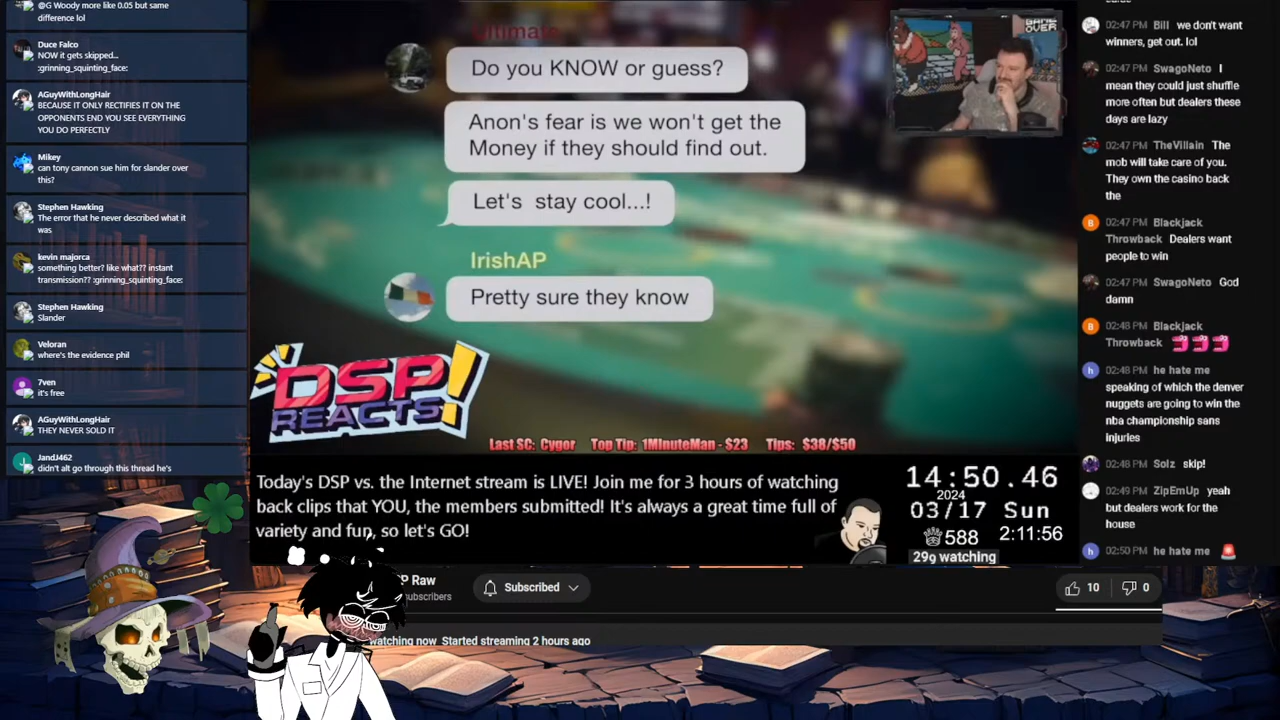 @G Woody more like 0.05 but same
difference lol
Duce Falco
NOW it gets skipped...
:grinning_squinting_face:
AGuyWithLongHair
BECAUSE IT ONLY RECTIFIES IT ON THE
OPPONENTS END YOU SEE EVERYTHING
YOU DO PERFECTLY
Mikey
can tony cannon sue him for slander over
this?
Stephen Hawking
The error that he never described what it
was
kevin majorca
something better? like what?? instant
transmission?? :grinning_squinting_face:
Stephen Hawking
Slander
Veloran
where's the evidence phil
7ven
it's free
AGuyWithLongHair
THEY NEVER SOLD IT
JandJ462
didn't alt go through this thread he's
Ultimate
Do you KNOW or guess?
Anon's fear is we won't get the
Money if they should find out.
Let's stay cool...!
IrishAP
Pretty sure they know
GAME
OVER
DSP
REACTS!
Last SC: Cygor Top Tip: 1MInuteMan - $23 Tips: $38/$50
Today's DSP vs. the Internet stream is LIVE! Join me for 3 hours of watching
back clips that YOU, the members submitted! It's always a great time full of
variety and fun, so let's GO!
14:50.46
2024
03/17 Sun
588 2:11:56
299 watching
P Raw
ubscribers
Subscribed
10
0
watching now Started streaming 2 hours ago
02:47 PM Bill we don't want
winners, get out. lol
02:47 PM SwagoNeto I
mean they could just shuffle
more often but dealers these
days are lazy
02:47 PM TheVillain The
mob will take care of you.
They own the casino back
the
02:47 PM Blackjack
Throwback Dealers want
people to win
02:47 PM SwagoNeto God
damn
02:48 PM Blackjack
Throwback
02:48 PM he hate me
speaking of which the denver
nuggets are going to win the
nba championship sans
injuries
02:48 PM Solz skip!
02:49 PM ZipEmUp yeah
but dealers work for the
house
02:50 PM he hate me